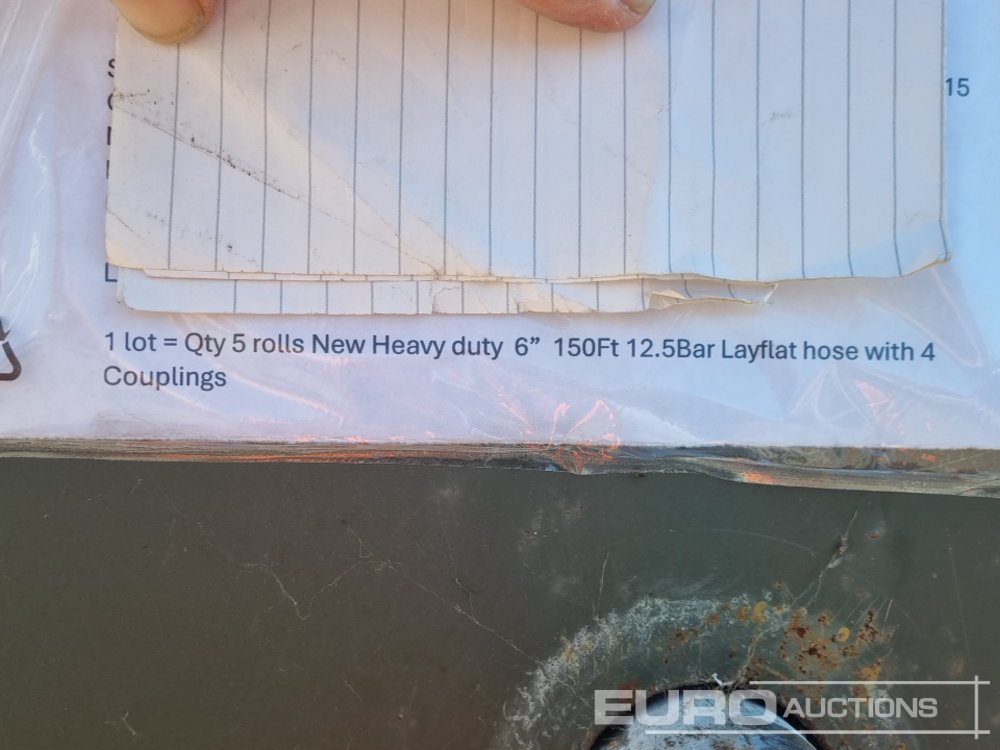 15
1 lot = Qty 5 rolls New Heavy duty 6” 150Ft 12.5Bar Layflat hose with 4
Couplings
EURO AUCTIONS